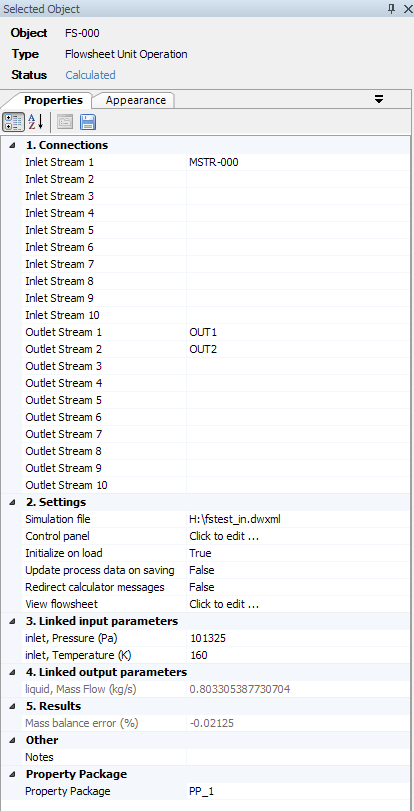 Selected Object
Object FS-000
Type Flowsheet Unit Operation
Status Calculated
Properties Appearance
1. Connections
Inlet Stream 1 MSTR-000
Inlet Stream 2
Inlet Stream 3
Inlet Stream 4
Inlet Stream 5
Inlet Stream 6
Inlet Stream 7
Inlet Stream 8
Inlet Stream 9
Inlet Stream 10
Outlet Stream 1 OUT1
Outlet Stream 2 OUT2
Outlet Stream 3
Outlet Stream 4
Outlet Stream 5
Outlet Stream 6
Outlet Stream 7
Outlet Stream 8
Outlet Stream 9
Outlet Stream 10
2. Settings
Simulation file H:\fstest_in.dwxml
Control panel Click to edit ...
Initialize on load True
Update process data on saving False
Redirect calculator messages False
View flowsheet Click to edit ...
3. Linked input parameters
inlet, Pressure (Pa) 101325
inlet, Temperature (K) 160
4. Linked output parameters
liquid, Mass Flow (kg/s) 0.803305387730704
5. Results
Mass balance error (%) -0.02125
Other
Notes
Property Package
Property Package PP_1